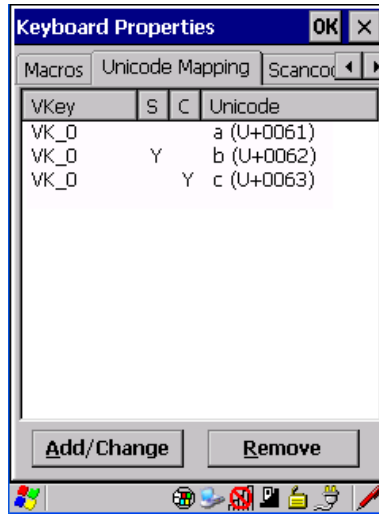 Keyboard Properties OK ×
Macros Unicode Mapping Scancod
VKey S C Unicode
VK_0 a (U+0061)
VK_0 Y b (U+0062)
VK_0 Y c (U+0063)
Add/Change Remove